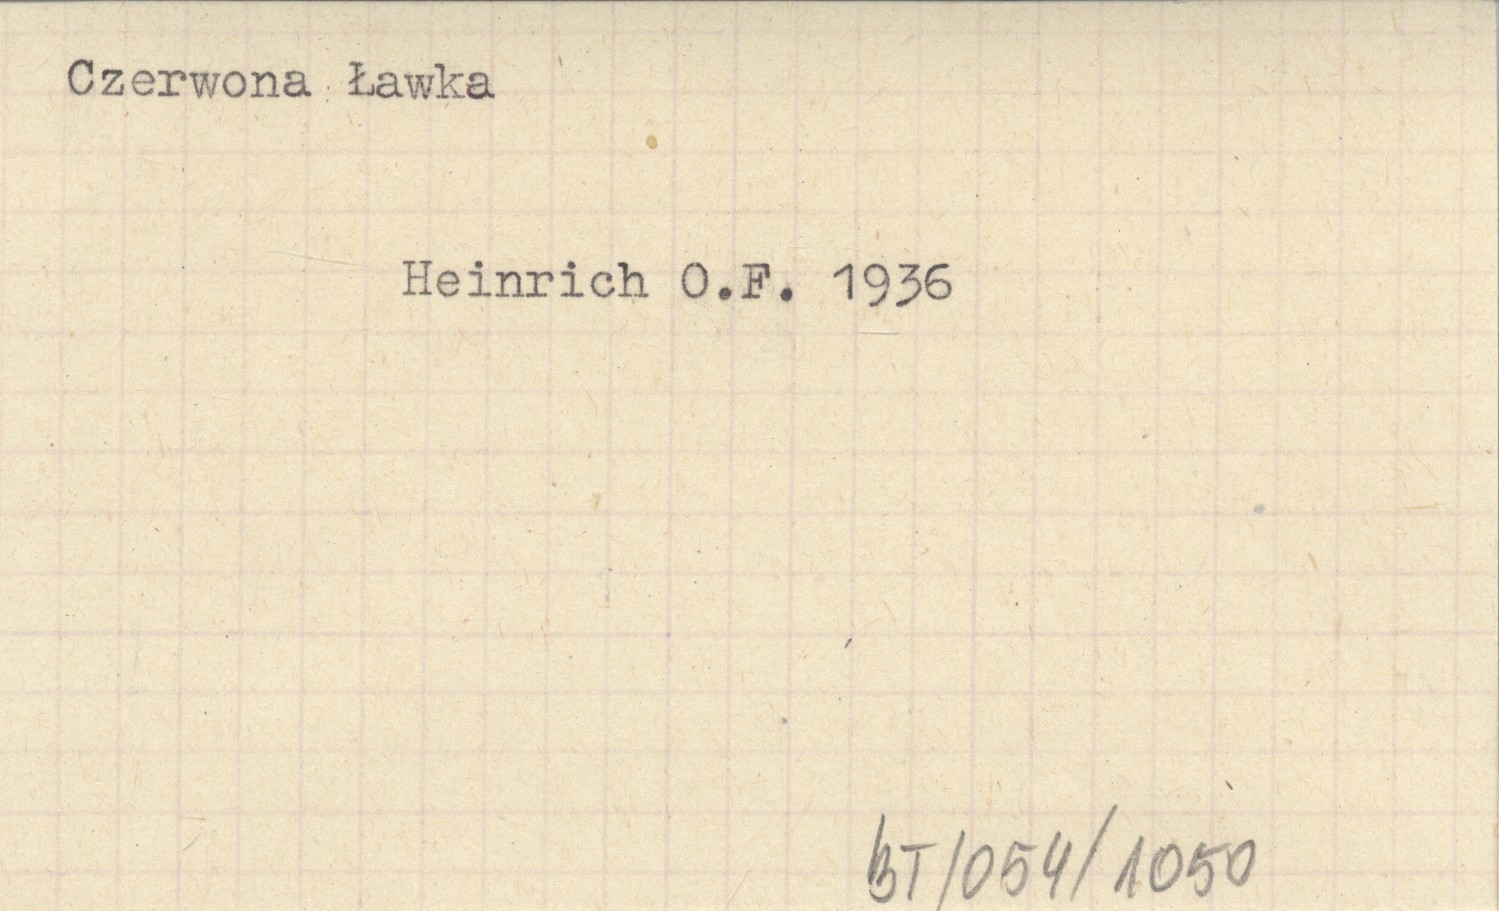 Czerwona Ławka
Heinrich O.F. 1936
BT/054/1050